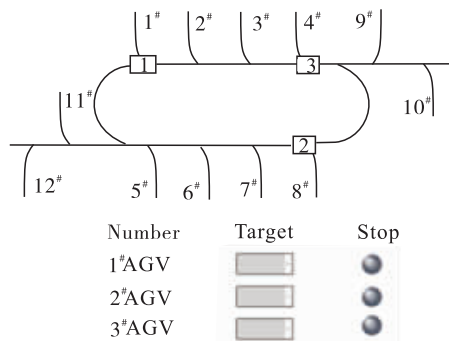 1# 2# 3# 4# 9#
1 3
11# 10#
2
12# 5# 6# 7# 8#
Number Target Stop
1#AGV
2#AGV
3#AGV